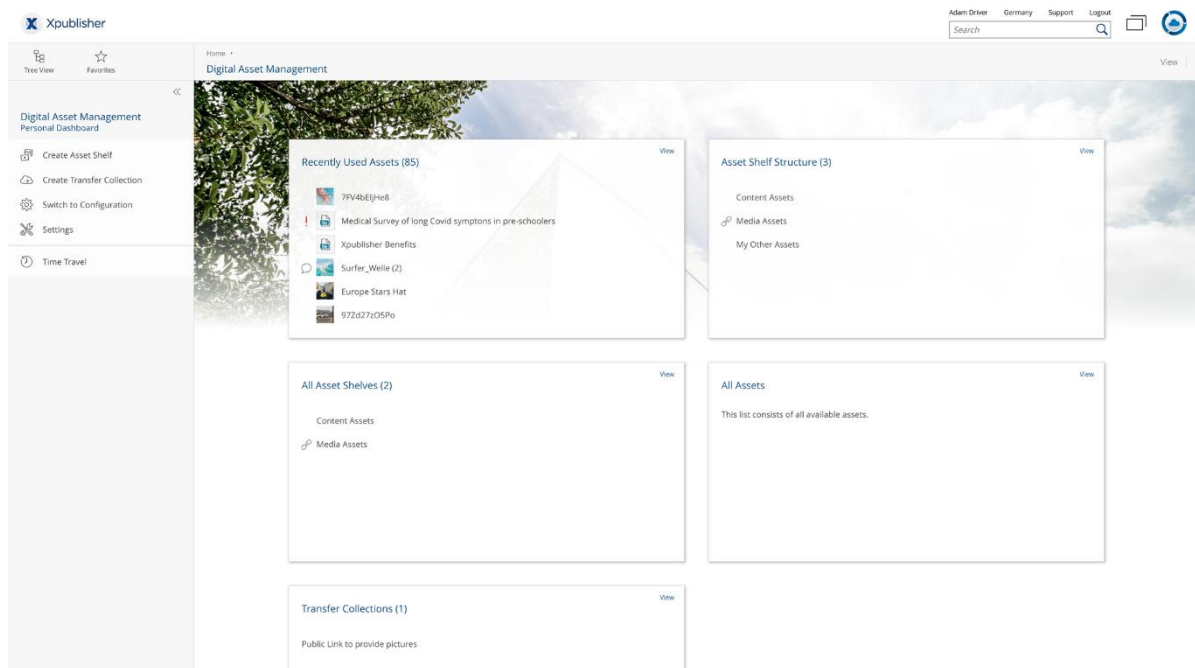 Xpublisher
Adam Driver Germany Support Logout
Search
Tree View Favorites
Home
Digital Asset Management
View
Digital Asset Management
Personal Dashboard
Create Asset Shelf
Create Transfer Collection
Switch to Configuration
Settings
Time Travel
View
Recently Used Assets (85)
7FV4bEljHe8
Medical Survey of long Covid symptons in pre-schoolers
Xpublisher Benefits
Surfer_Welle (2)
Europe Stars Hat
97Zd27zO5Po
View
Asset Shelf Structure (3)
Content Assets
Media Assets
My Other Assets
View
All Asset Shelves (2)
Content Assets
Media Assets
View
All Assets
This list consists of all available assets.
View
Transfer Collections (1)
Public Link to provide pictures